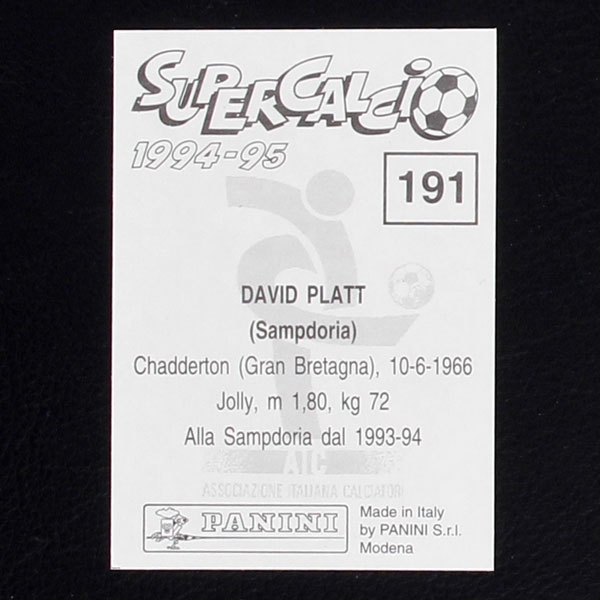 SUPERCALCIO
1994-95
191
DAVID PLATT
(Sampdoria)
Chadderton (Gran Bretagna), 10-6-1966
Jolly, m 1,80, kg 72
Alla Sampdoria dal 1993-94
AIC
ASSOCIAZIONE ITALIANA CALCIATORI
PANINI
Made in Italy
by PANINI S.r.l.
Modena